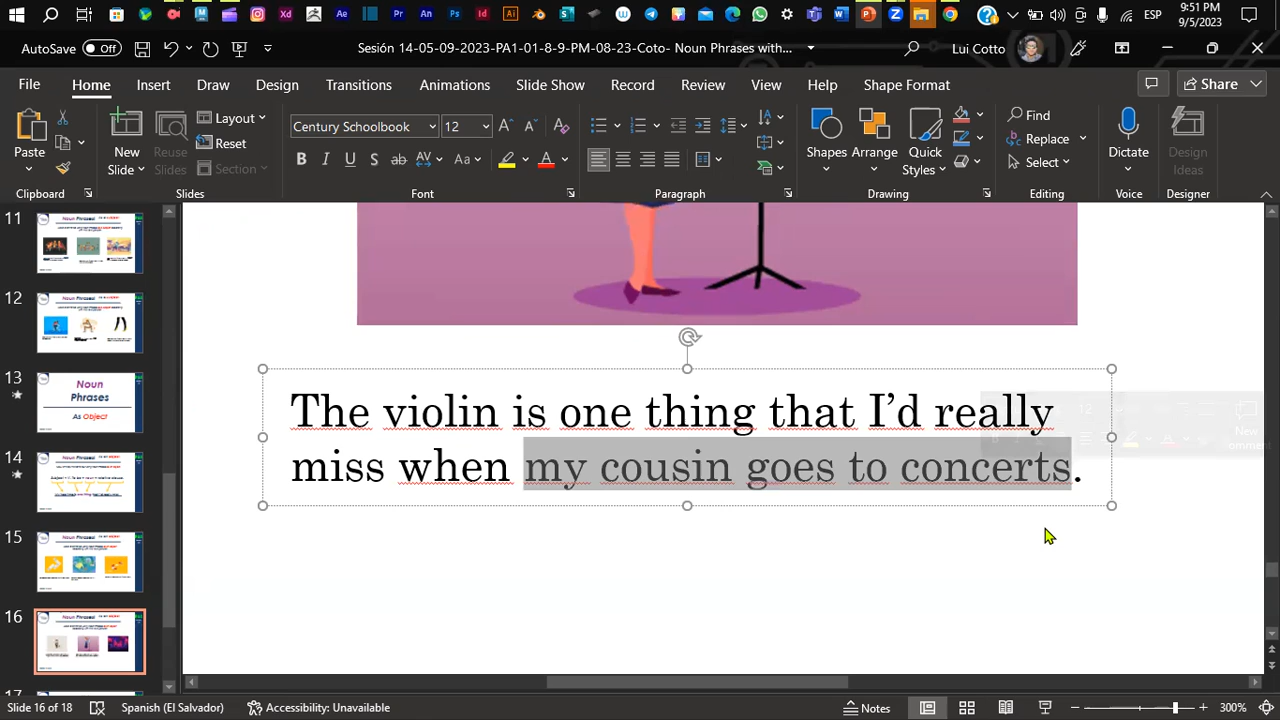 9:51 PM
ESP
9/5/2023
AutoSave Off
Sesión 14-05-09-2023-PA1-01-8-9-PM-08-23-Coto- Noun Phrases with...
Lui Cotto
File Home Insert Draw Design Transitions Animations Slide Show Record Review View Help Shape Format Share
Paste
New Slide
Reuse Slides
Layout
Reset
Section
Century Schoolbook 12
Shapes
Arrange
Quick Styles
Find
Replace
Select
Dictate
Design Ideas
Clipboard Slides Font Paragraph Drawing Editing Voice Designer
11
Noun Phrases
13
Noun
Phrases
As Object
14
15
16
17
The violin is one thing that I'd really
miss when my cousin goes to concerts.
Slide 16 of 18
Spanish (El Salvador)
Accessibility: Unavailable
Notes
300%